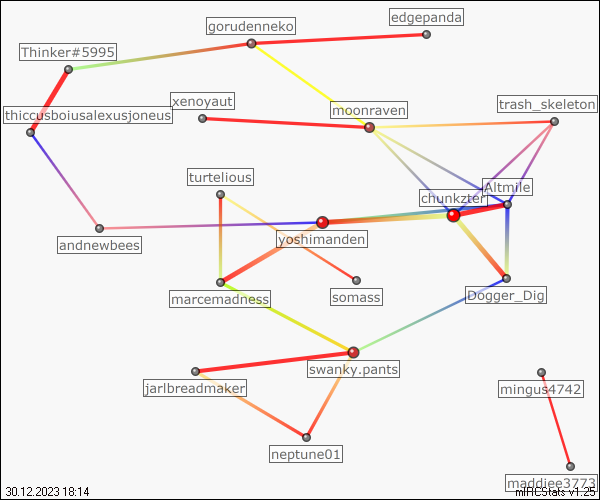 edgepanda
gorudenneko
Thinker#5995
xenoyaut
trash_skeleton
moonraven
thiccusboiusalexusjoneus
turtelious
Altmile
chunkzter
yoshimanden
andnewbees
marcemadness
somass
Dogger_Dig
swanky.pants
jarlbreadmaker
mingus4742
neptune01
maddiee3773
30.12.2023 18:14
mIRCStats v1.25